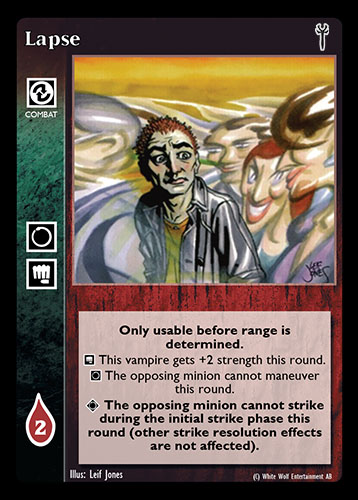 Lapse
COMBAT
Only usable before range is
determined.
This vampire gets +2 strength this round.
The opposing minion cannot maneuver
this round.
The opposing minion cannot strike
during the initial strike phase this
round (other strike resolution effects
are not affected).
2
LEIF
JONES
Illus: Leif Jones
(C) White Wolf Entertainment AB